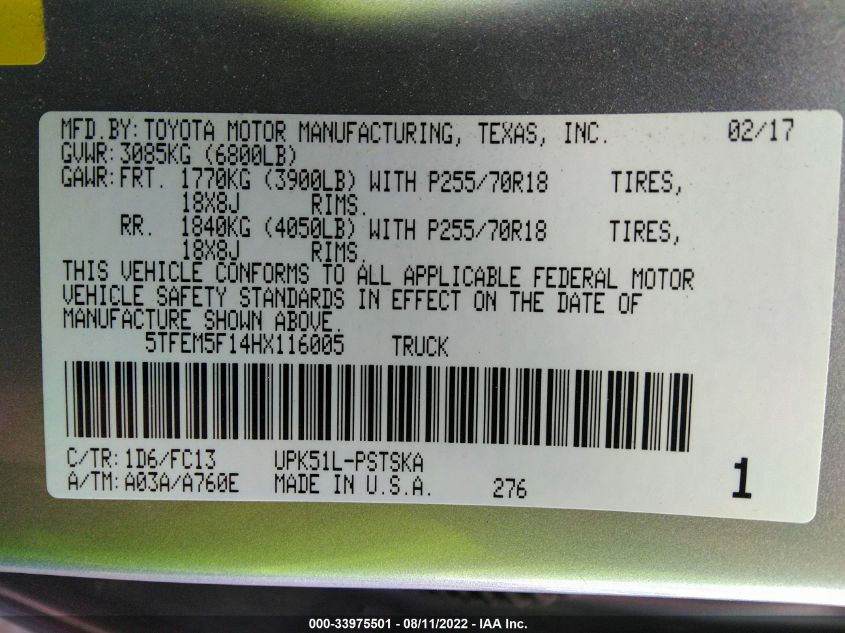 MFD.BY: TOYOTA MOTOR MANUFACTURING, TEXAS, INC. 02/17
GVWR: 3085KG (6800LB)
GAWR: FRT. 1770KG (3900LB) WITH P255/70R18 TIRES,
18X8J RIMS.
RR. 1840KG (4050LB) WITH P255/70R18 TIRES,
18X8J RIMS.
THIS VEHICLE CONFORMS TO ALL APPLICABLE FEDERAL MOTOR
VEHICLE SAFETY STANDARDS IN EFFECT ON THE DATE OF
MANUFACTURE SHOWN ABOVE.
5TFEM5F14HX116005 TRUCK
C/TR: 1D6/FC13 UPK51L-PSTSKA
A/TM: A03A/A760E MADE IN U.S.A. 276 1
000-33975501 - 08/11/2022 - IAA Inc.